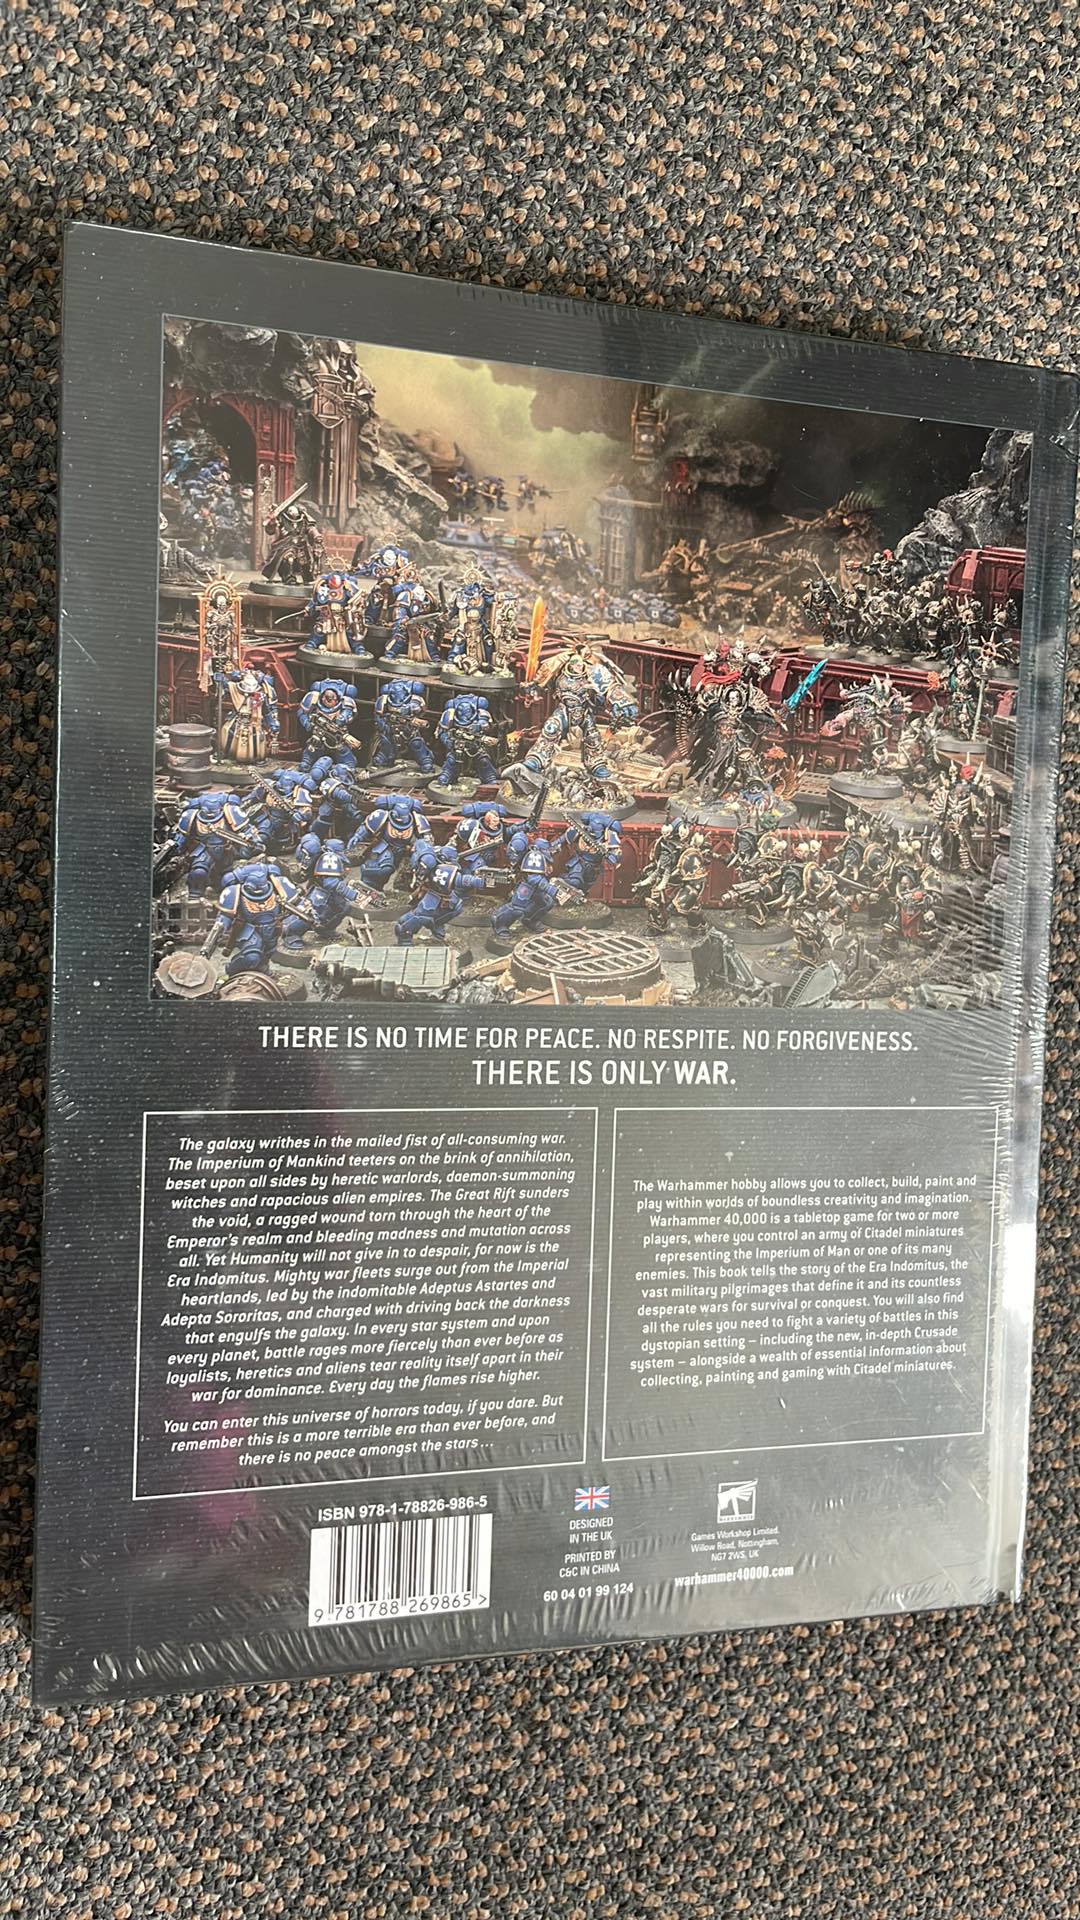 THERE IS NO TIME FOR PEACE. NO RESPITE. NO FORGIVENESS.
THERE IS ONLY WAR.
The galaxy writhes in the mailed fist of all-consuming war.
The Imperium of Mankind teeters on the brink of annihilation,
beset upon all sides by heretic warlords, daemon-summoning
witches and rapacious alien empires. The Great Rift sunders
the void, a ragged wound torn through the heart of the
Emperor's realm and bleeding madness and mutation across
all. Yet Humanity will not give in to despair, for now is the
Era Indomitus. Mighty war fleets surge out from the Imperial
heartlands, led by the indomitable Adeptus Astartes and
Adepta Sororitas, and charged with driving back the darkness
that engulfs the galaxy. In every star system and upon
every planet, battle rages more fiercely than ever before as
loyalists, heretics and aliens tear reality itself apart in their
war for dominance. Every day the flames rise higher.
You can enter this universe of horrors today, if you dare. But
remember this is a more terrible era than ever before, and
there is no peace amongst the stars...
The Warhammer hobby allows you to collect, build, paint and
play within worlds of boundless creativity and imagination.
Warhammer 40,000 is a tabletop game for two or more
players, where you control an army of Citadel miniatures
representing the Imperium of Man or one of its many
enemies. This book tells the story of the Era Indomitus, the
vast military pilgrimages that define it and its countless
desperate wars for survival or conquest. You will also find
all the rules you need to fight a variety of battles in this
dystopian setting – including the new, in-depth Crusade
system – alongside a wealth of essential information about
collecting, painting and gaming with Citadel miniatures.
ISBN 978-1-78826-986-5
9 781788 269865 >
DESIGNED
IN THE UK
PRINTED BY
C&C IN CHINA
60 04 01 99 124
WARHAMMER
Games Workshop Limited,
Willow Road, Nottingham,
NG7 2WS, UK
warhammer40000.com